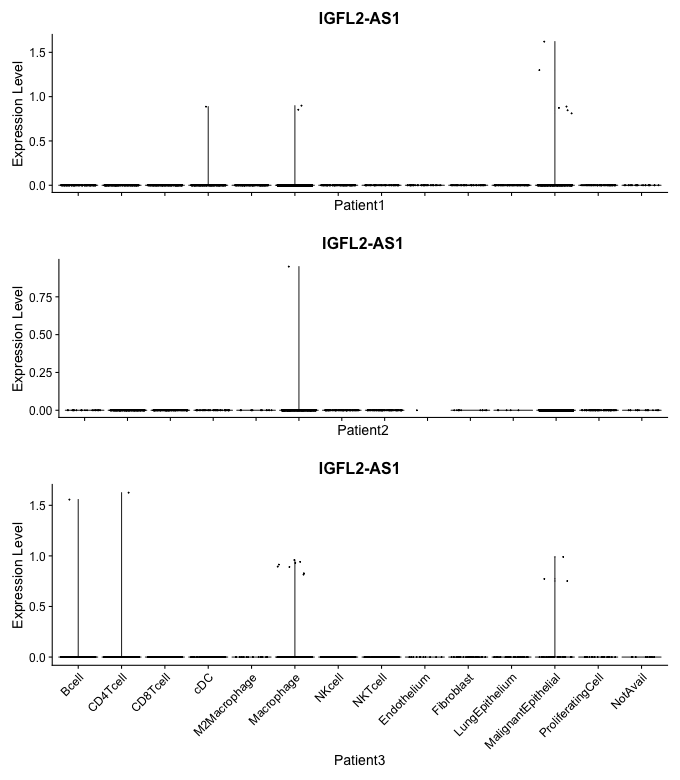 IGFL2-AS1
Expression Level
1.5
1.0
0.5
0.0
Patient1
IGFL2-AS1
Expression Level
0.75
0.50
0.25
0.00
Patient2
IGFL2-AS1
Expression Level
1.5
1.0
0.5
0.0
Bcell
CD4Tcell
CD8Tcell
cDC
M2Macrophage
Macrophage
NKcell
NKTcell
Endothelium
Fibroblast
LungEpithelium
MalignantEpithelial
ProliferatingCell
NotAvail
Patient3